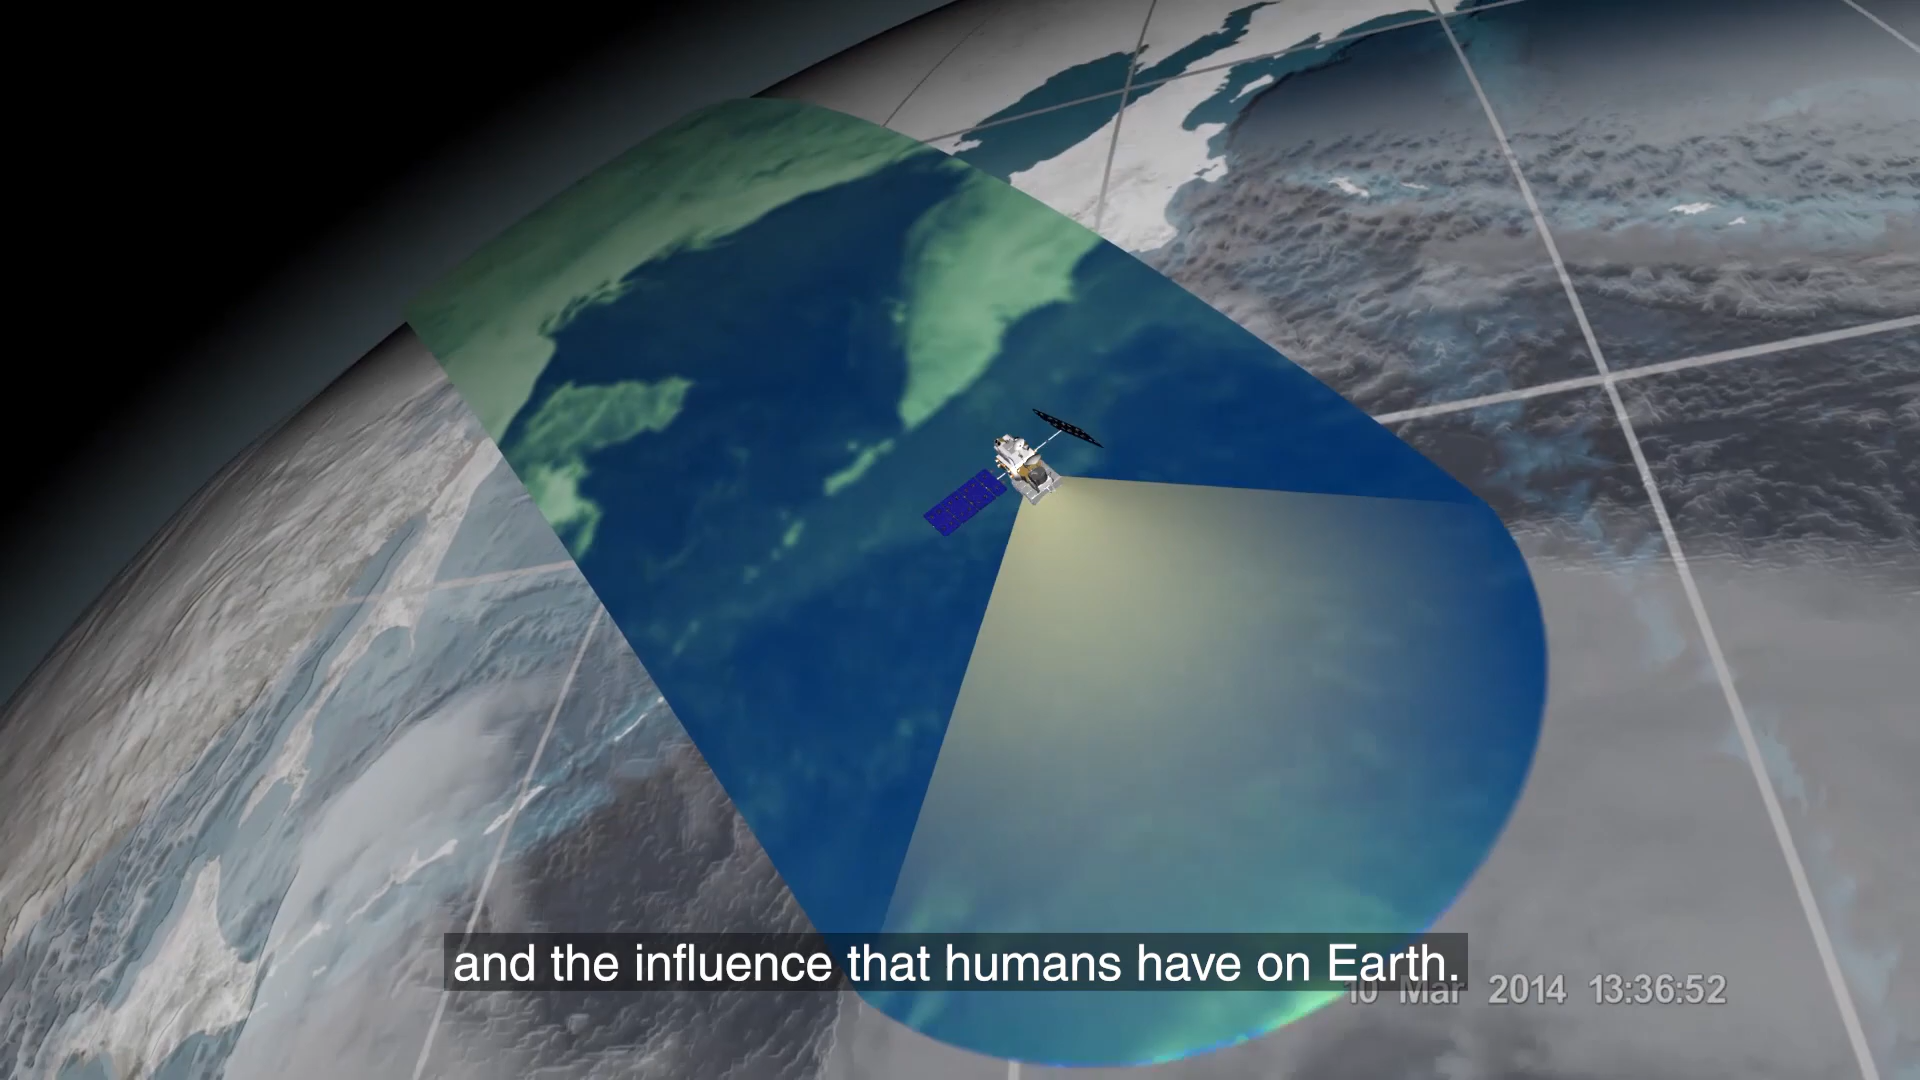 and the influence that humans have on Earth.
10 Mar 2014 13:36:52